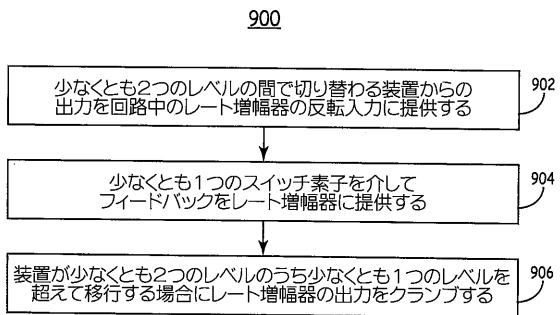 900
少なくとも2つのレベルの間で切り替わる装置からの
出力を回路中のレート増幅器の反転入力に提供する
902
少なくとも1つのスイッチ素子を介して
フィードバックをレート増幅器に提供する
904
装置が少なくとも2つのレベルのうち少なくとも1つのレベルを
超えて移行する場合にレート増幅器の出力をクランプする
906